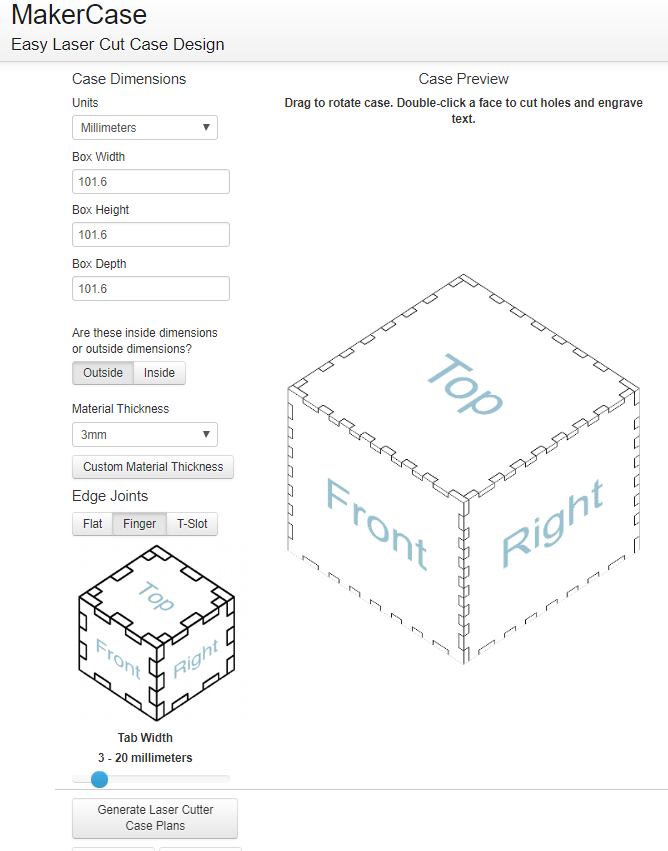 MakerCase
Easy Laser Cut Case Design
Case Dimensions
Units
Millimeters
Box Width
101.6
Box Height
101.6
Box Depth
101.6
Are these inside dimensions
or outside dimensions?
Outside Inside
Material Thickness
3mm
Custom Material Thickness
Edge Joints
Flat Finger T-Slot
Top
Front Right
Tab Width
3 - 20 millimeters
Generate Laser Cutter
Case Plans
Case Preview
Drag to rotate case. Double-click a face to cut holes and engrave
text.
Top
Front Right